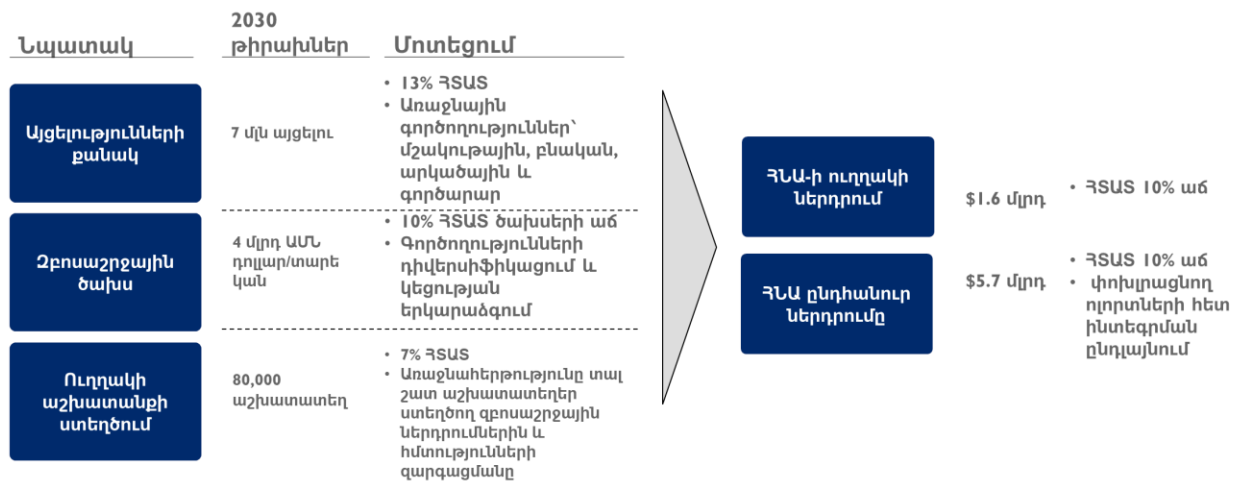 Նպատակ
2030
թիրախներ
Մոտեցում
Այցելությունների
քանակ
7 մլն այցելու
• 13% ՀՏԱՏ
• Առաջնային
գործողություններ՝
մշակութային, բնական,
արկածային և
գործարար
Զբոսաշրջային
ծախս
4 մլրդ ԱՄՆ
դոլլար/տարե
կան
• 10% ՀՏԱՏ ծախսերի աճ
• Գործողությունների
դիվերսիֆիկացում և
կեցության
երկարաձգում
Ուղղակի
աշխատանքի
ստեղծում
80,000
աշխատատեղ
• 7% ՀՏԱՏ
• Առաջնահերթությունը տալ
շատ աշխատատեղեր
ստեղծող զբոսաշրջային
ներդրումներին և
հմտությունների
զարգացմանը
ՀՆԱ-ի ուղղակի
ներդրում
$1.6 մլրդ
• ՀՏԱՏ 10% աճ
ՀՆԱ ընդհանուր
ներդրումը
$5.7 մլրդ
• ՀՏԱՏ 10% աճ
• փոխլրացնող
ոլորտների հետ
ինտեգրման
ընդլայնում